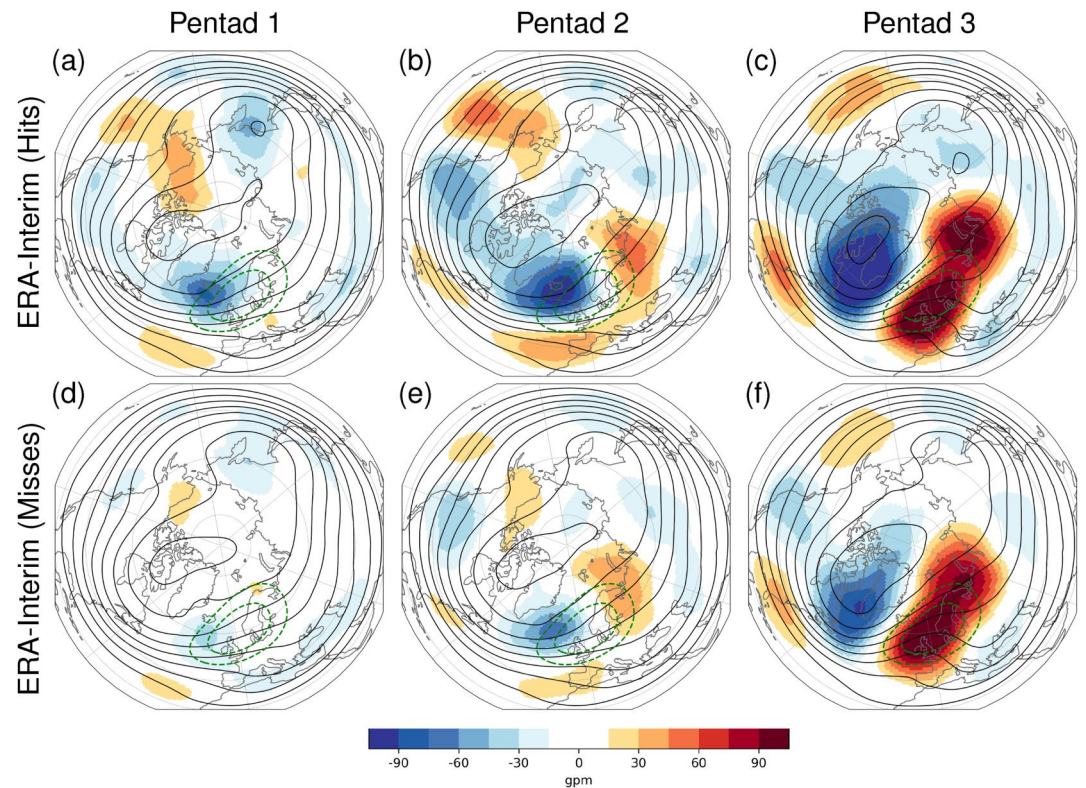 Pentad 1
Pentad 2
Pentad 3
ERA-Interim (Hits)
(a)
(b)
(c)
ERA-Interim (Misses)
(d)
(e)
(f)
-90 -60 -30 0 30 60 90
gpm